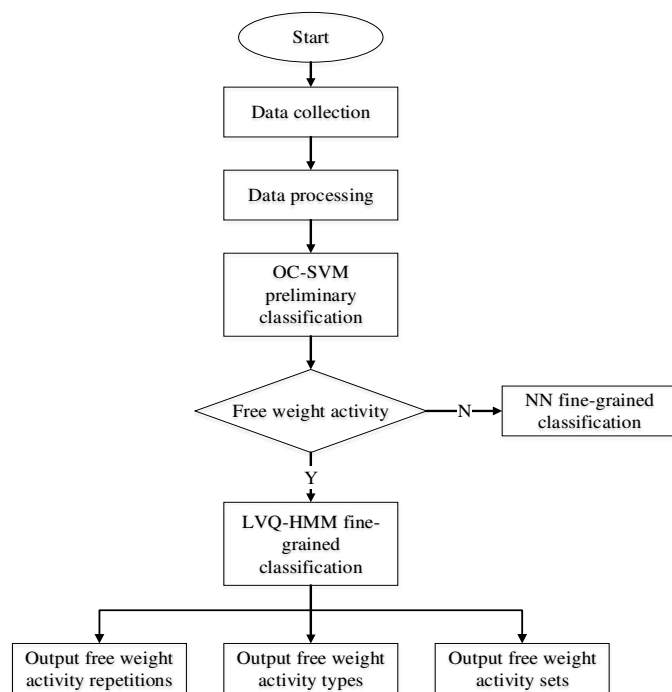 Start
Data collection
Data processing
OC-SVM
preliminary
classification
Free weight activity
N
NN fine-grained
classification
Y
LVQ-HMM fine-
grained
classification
Output free weight
activity repetitions
Output free weight
activity types
Output free weight
activity sets